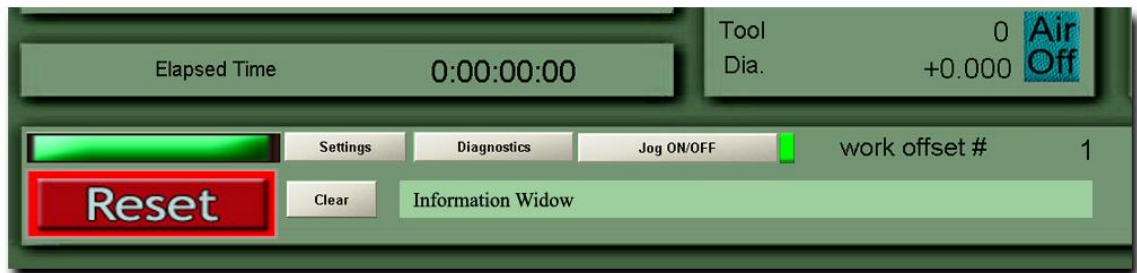 Elapsed Time 0:00:00:00
Tool 0
Dia. +0.000
Air
Off
Settings Diagnostics Jog ON/OFF work offset # 1
Reset Clear Information Widow